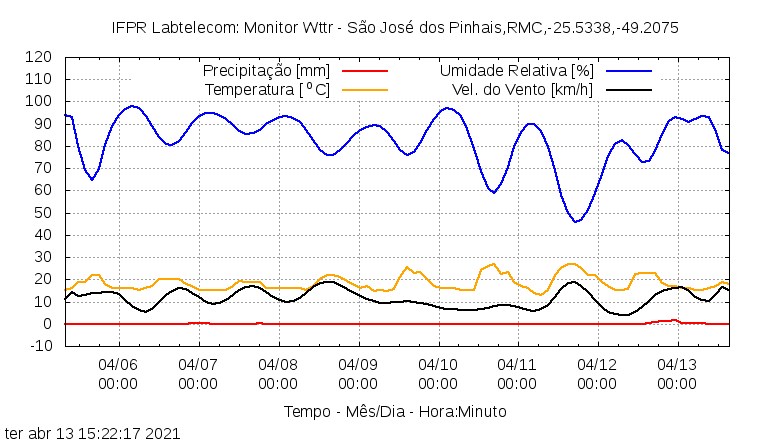 IFPR Labtelecom: Monitor Wttr - São José dos Pinhais,RMC,-25.5338,-49.2075
120
110
100
90
80
70
60
50
40
30
20
10
0
-10
Precipitação [mm]
Temperatura [ ⁰C]
Umidade Relativa [%]
Vel. do Vento [km/h]
04/06 04/07 04/08 04/09 04/10 04/11 04/12 04/13
00:00 00:00 00:00 00:00 00:00 00:00 00:00 00:00
Tempo - Mês/Dia - Hora:Minuto
ter abr 13 15:22:17 2021